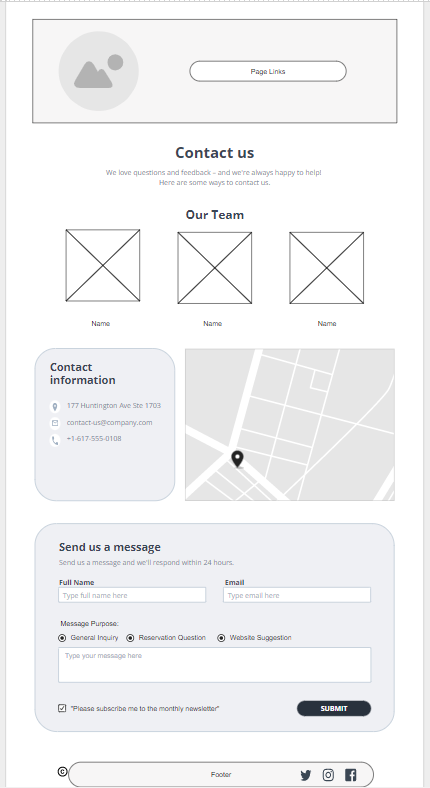 Page Links
Contact us
We love questions and feedback – and we're always happy to help!
Here are some ways to contact us.
Our Team
Name Name Name
Contact
information
177 Huntington Ave Ste 1703
contact-us@company.com
+1-617-555-0108
Send us a message
Send us a message and we'll respond within 24 hours.
Full Name Email
Type full name here Type email here
Message Purpose:
General Inquiry Reservation Question Website Suggestion
Type your message here
"Please subscribe me to the monthly newsletter" SUBMIT
© Footer